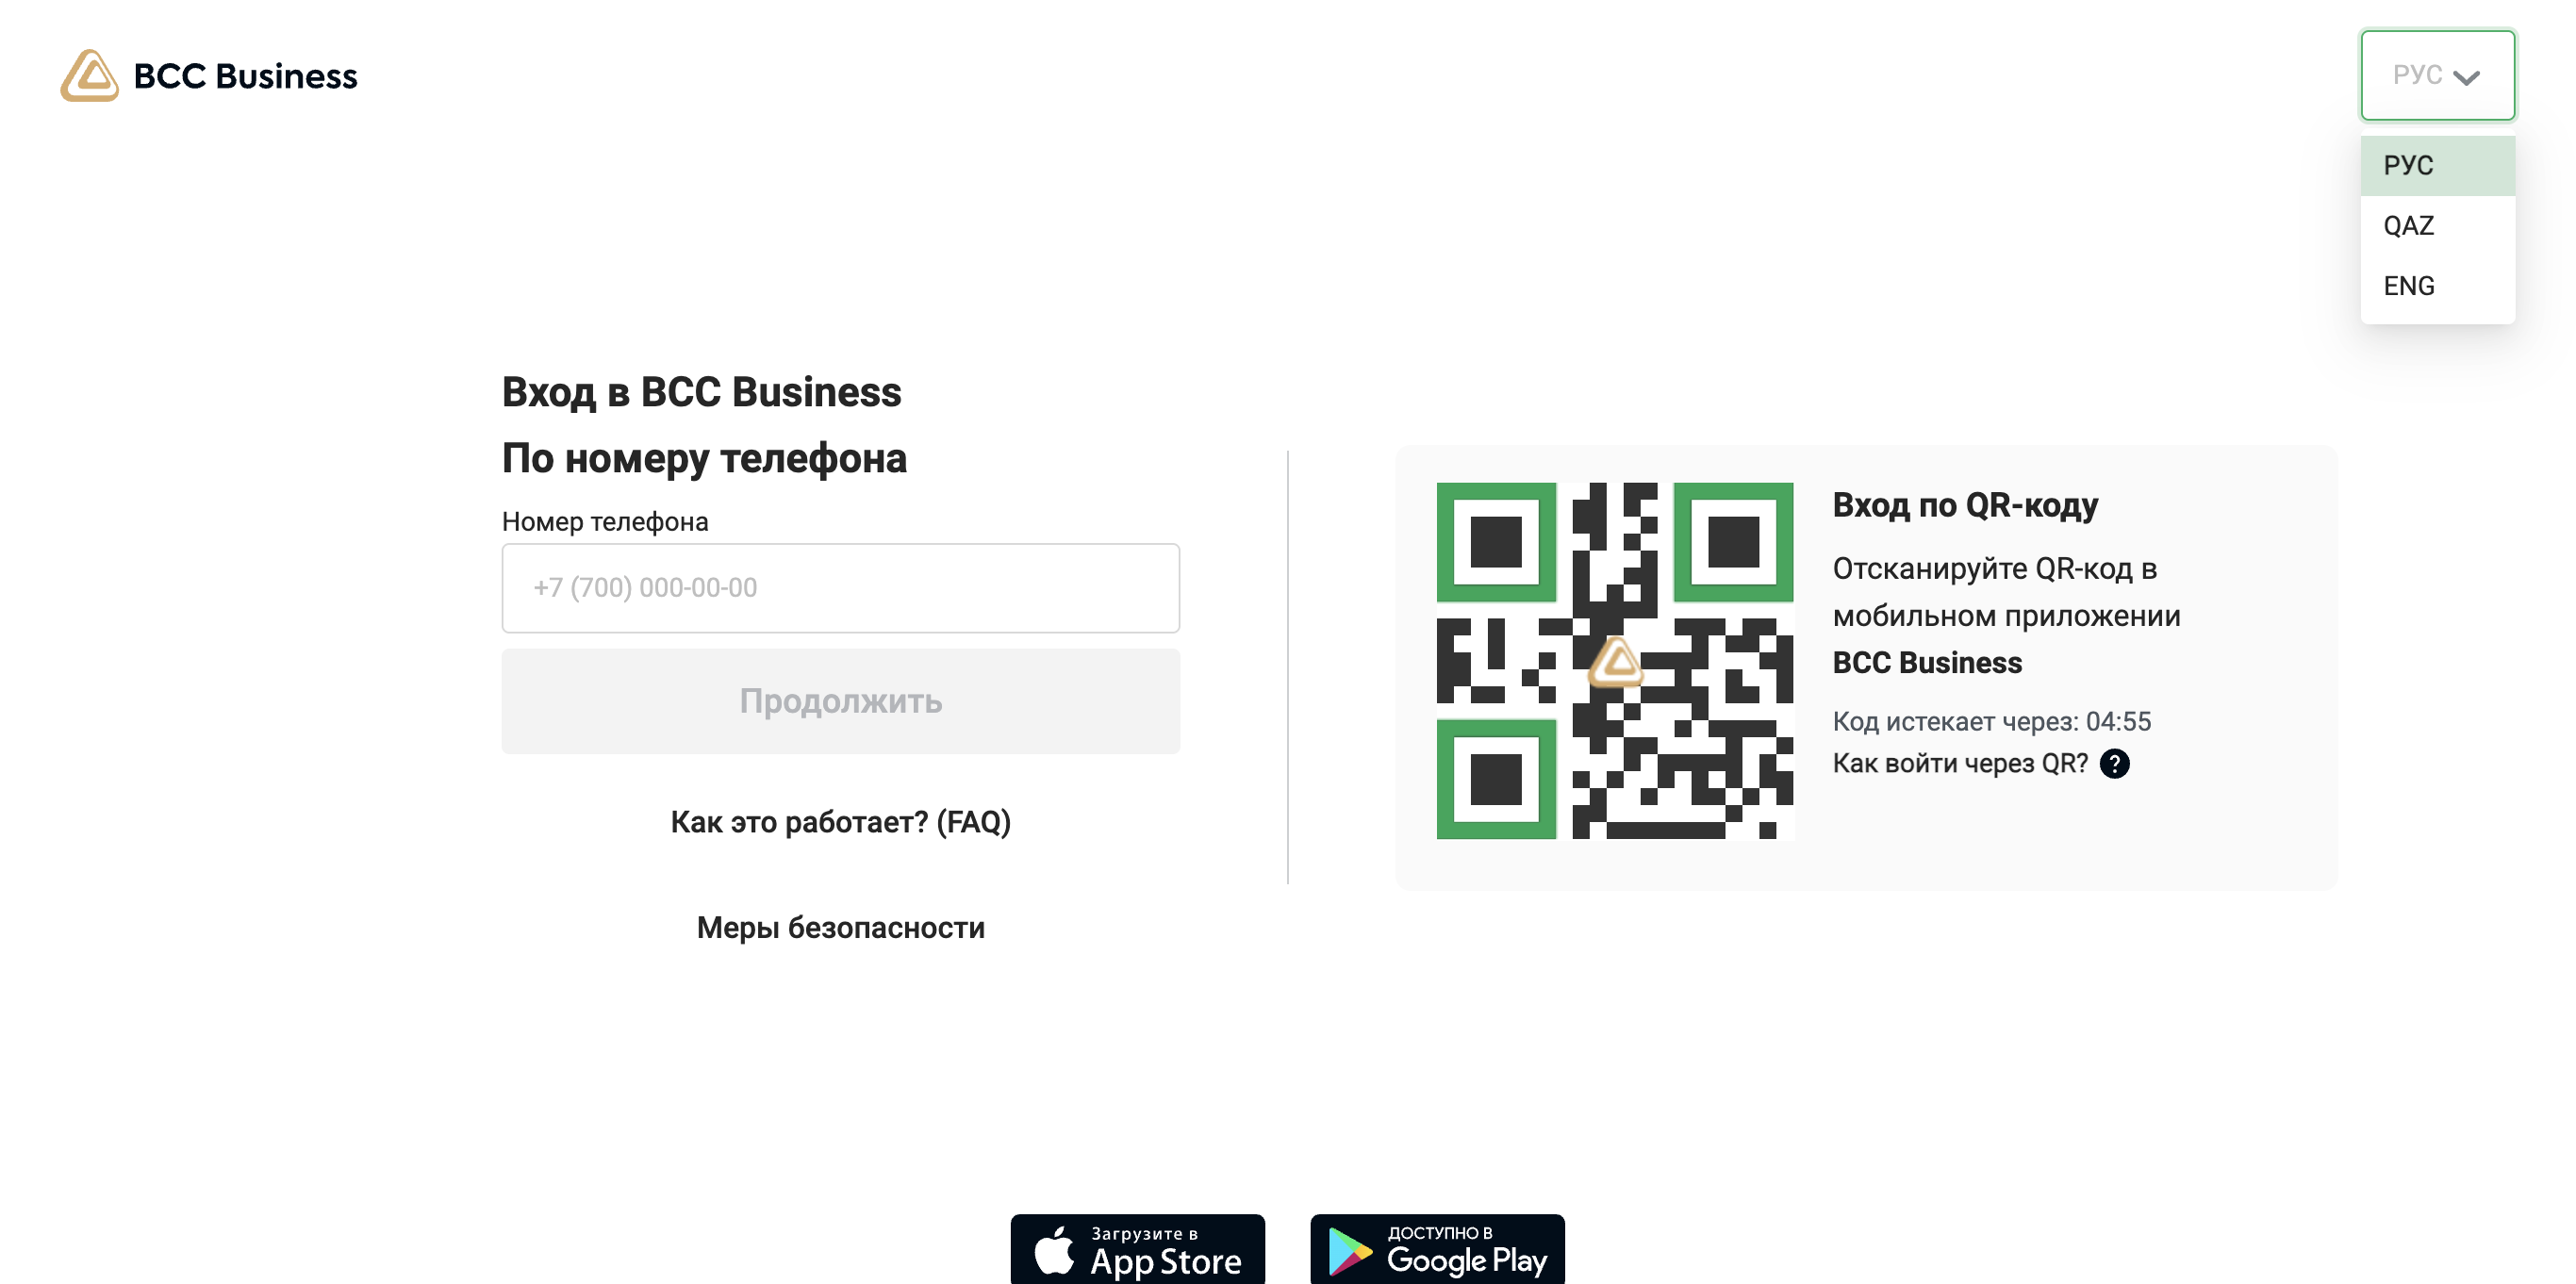 BCC Business
РУС
РУС
QAZ
ENG
Вход в BCC Business
По номеру телефона
Номер телефона
+7 (700) 000-00-00
Продолжить
Как это работает? (FAQ)
Меры безопасности
Вход по QR-коду
Отсканируйте QR-код в
мобильном приложении
BCC Business
Код истекает через: 04:55
Как войти через QR? ?
Загрузите в
App Store
ДОСТУПНО В
Google Play